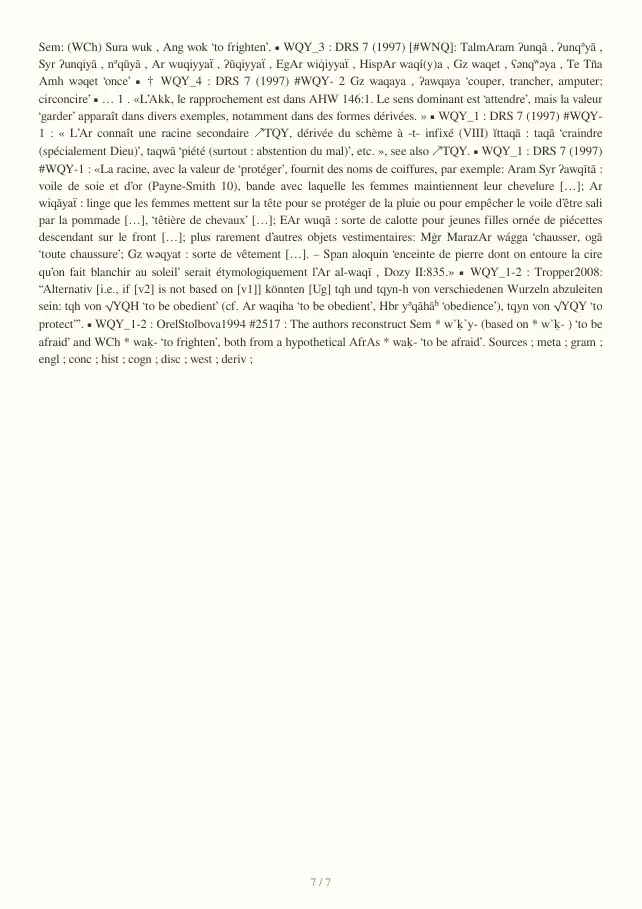 Sem: (WCh) Sura wuk , Ang wok ‘to frighten’. ▪ WQY_3 : DRS 7 (1997) [#WNQ]: TalmAram ʔunqā , ʔunqᵊyā ,
Syr ʔunqiyā , nᵊqūyā , Ar wuqiyyaẗ , ʔūqiyyaẗ , EgAr wiqiyyaẗ , HispAr waqí(y)a , Gz waqet , ʕənqʷəya , Te Tña
Amh wəqet ‘once’ ▪ † WQY_4 : DRS 7 (1997) #WQY- 2 Gz waqaya , ʔawqaya ‘couper, trancher, amputer;
circoncire’ ▪ … 1 . «L’Akk, le rapprochement est dans AHW 146:1. Le sens dominant est ‘attendre’, mais la valeur
‘garder’ apparaît dans divers exemples, notamment dans des formes dérivées. » ▪ WQY_1 : DRS 7 (1997) #WQY-
1 : « L’Ar connaît une racine secondaire ↗TQY, dérivée du schème à -t- infixé (VIII) ĭttaqā : taqā ‘craindre
(spécialement Dieu)’, taqwā ‘piété (surtout : abstention du mal)’, etc. », see also ↗TQY. ▪ WQY_1 : DRS 7 (1997)
#WQY-1 : «La racine, avec la valeur de ‘protéger’, fournit des noms de coiffures, par exemple: Aram Syr ʔawqītā :
voile de soie et d’or (Payne-Smith 10), bande avec laquelle les femmes maintiennent leur chevelure […]; Ar
wiqāyaẗ : linge que les femmes mettent sur la tête pour se protéger de la pluie ou pour empêcher le voile d’être sali
par la pommade […], ‘têtière de chevaux’ […]; EAr wuqā : sorte de calotte pour jeunes filles ornée de piécettes
descendant sur le front […]; plus rarement d’autres objets vestimentaires: Mġr MarazAr wágga ‘chausser, ogā
‘toute chaussure’; Gz wəqyat : sorte de vêtement […]. – Span aloquin ‘enceinte de pierre dont on entoure la cire
qu’on fait blanchir au soleil’ serait étymologiquement l’Ar al-waqī , Dozy II:835.» ▪ WQY_1-2 : Tropper2008:
“Alternativ [i.e., if [v2] is not based on [v1]] könnten [Ug] tqh und tqyn-h von verschiedenen Wurzeln abzuleiten
sein: tqh von √YQH ‘to be obedient’ (cf. Ar waqiha ‘to be obedient’, Hbr yᵊqāhāʰ ‘obedience’), tqyn von √YQY ‘to
protect’”. ▪ WQY_1-2 : OrelStolbova1994 #2517 : The authors reconstruct Sem * wˇḳˇy- (based on * wˇḳ- ) ‘to be
afraid’ and WCh * waḳ- ‘to frighten’, both from a hypothetical AfrAs * waḳ- ‘to be afraid’. Sources ; meta ; gram ;
engl ; conc ; hist ; cogn ; disc ; west ; deriv ;
7 / 7